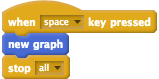 when space key pressed
new graph
stop all